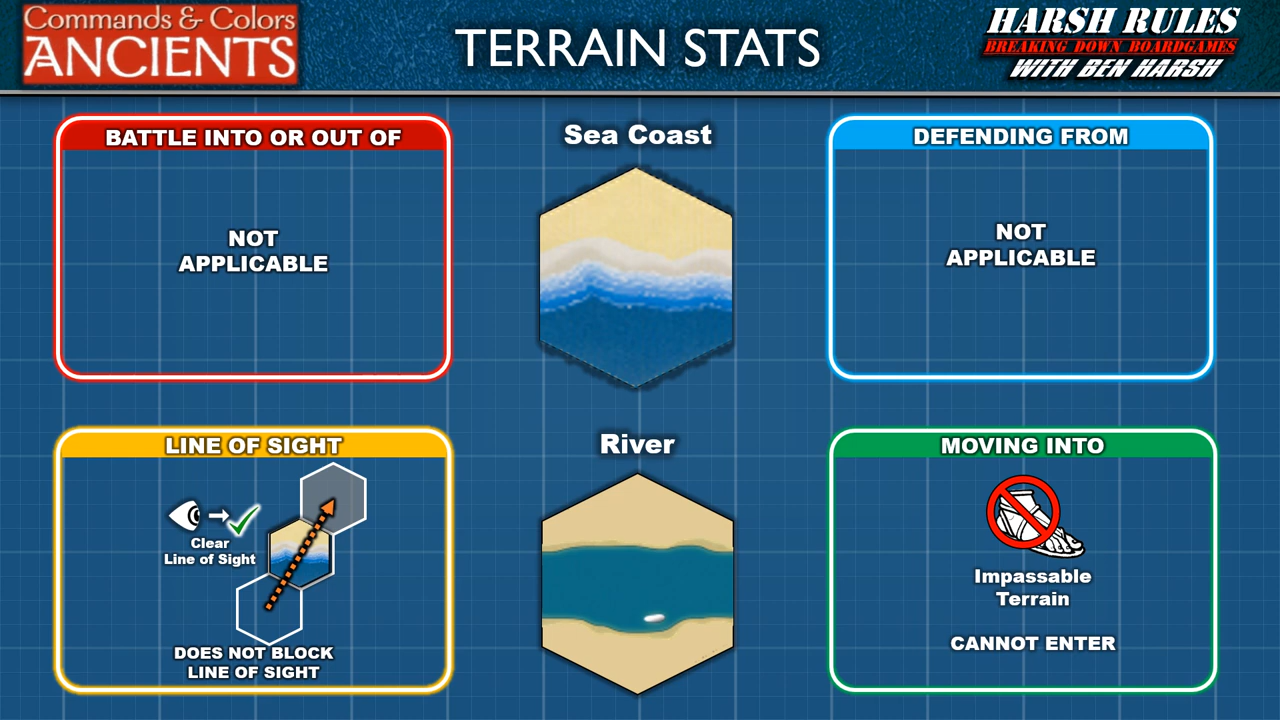 Commands & Colors
ANCIENTS
TERRAIN STATS
HARSH RULES
BREAKING DOWN BOARDGAMES
WITH BEN HARSH
BATTLE INTO OR OUT OF
NOT
APPLICABLE
Sea Coast
DEFENDING FROM
NOT
APPLICABLE
LINE OF SIGHT
Clear
Line of Sight
DOES NOT BLOCK
LINE OF SIGHT
River
MOVING INTO
Impassable
Terrain
CANNOT ENTER